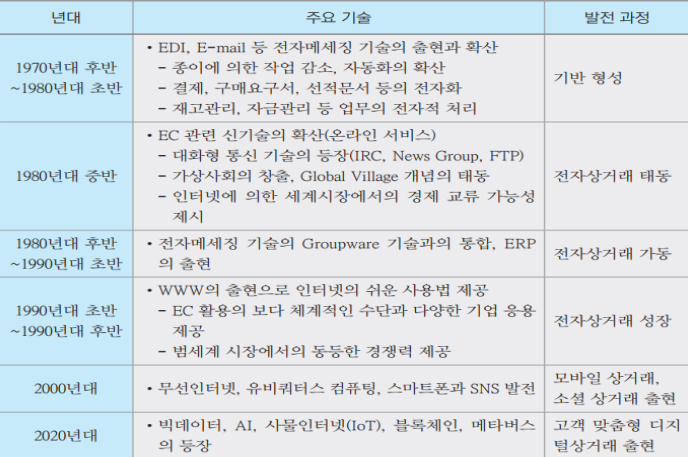 년대 주요 기술 발전 과정
1970년대 후반
~1980년대 초반
• EDI, E-mail 등 전자메세징 기술의 출현과 확산
- 종이에 의한 작업 감소, 자동화의 확산
- 결제, 구매요구서, 선적문서 등의 전자화
- 재고관리, 자금관리 등 업무의 전자적 처리
기반 형성
1980년대 중반
• EC 관련 신기술의 확산(온라인 서비스)
- 대화형 통신 기술의 등장(IRC, News Group, FTP)
- 가상사회의 창출, Global Village 개념의 태동
- 인터넷에 의한 세계시장에서의 경제 교류 가능성
제시
전자상거래 태동
1980년대 후반
~1990년대 초반
• 전자메세징 기술의 Groupware 기술과의 통합, ERP
의 출현
전자상거래 가동
1990년대 초반
~1990년대 후반
• WWW의 출현으로 인터넷의 쉬운 사용법 제공
- EC 활용의 보다 체계적인 수단과 다양한 기업 응용
제공
- 범세계 시장에서의 동등한 경쟁력 제공
전자상거래 성장
2000년대
• 무선인터넷, 유비쿼터스 컴퓨팅, 스마트폰과 SNS 발전
모바일 상거래,
소셜 상거래 출현
2020년대
• 빅데이터, AI, 사물인터넷(IoT), 블록체인, 메타버스
의 등장
고객 맞춤형 디지
털상거래 출현